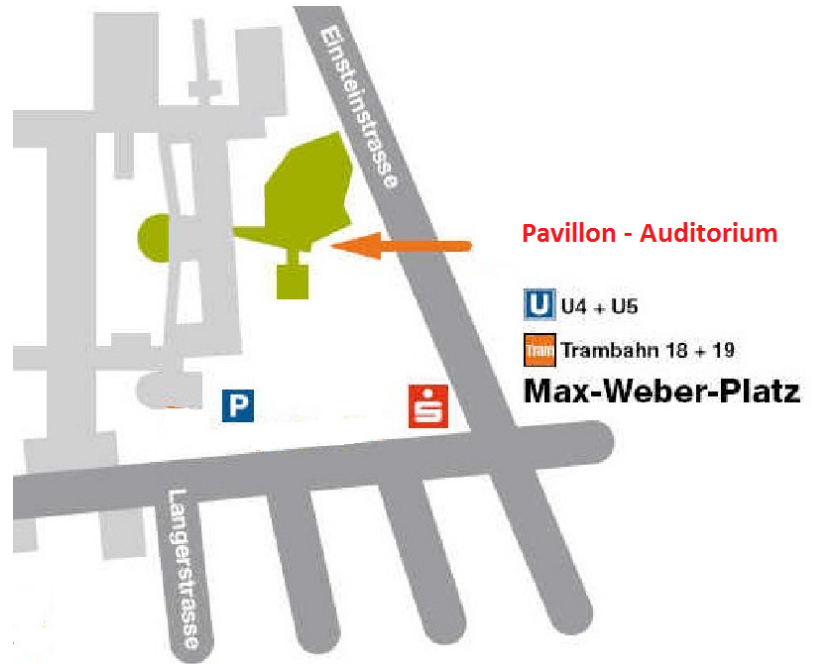 Einsteinstrasse
Pavillon - Auditorium
U U4 + U5
Tram Trambahn 18 + 19
Max-Weber-Platz
P
Langerstrasse